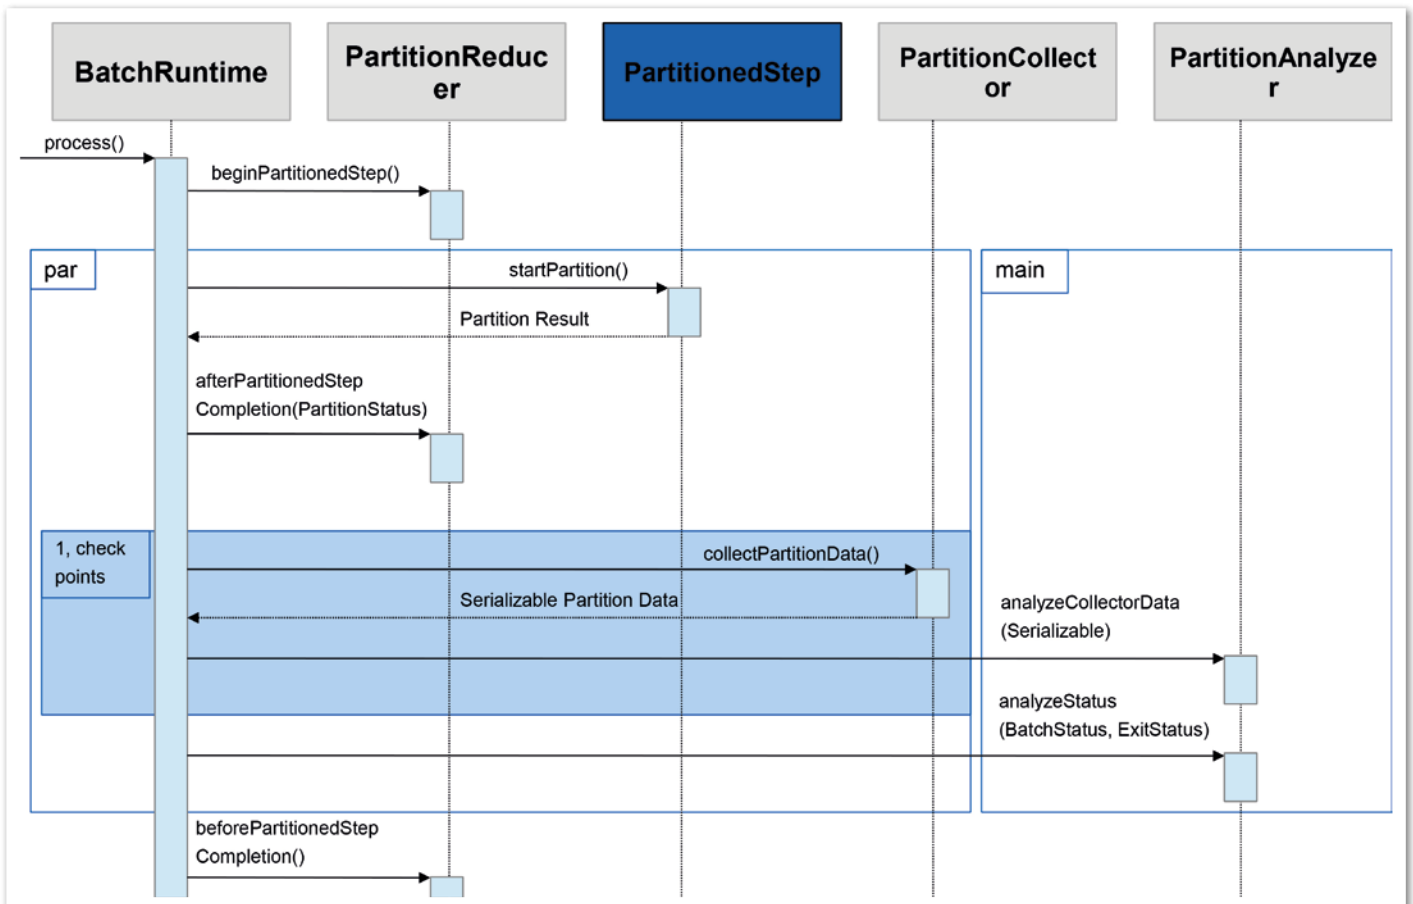 BatchRuntime
PartitionReduc
er
PartitionedStep
PartitionCollect
or
PartitionAnalyze
r
process()
beginPartitionedStep()
par
main
startPartition()
Partition Result
afterPartitionedStep
Completion(PartitionStatus)
1, check
points
collectPartitionData()
Serializable Partition Data
analyzeCollectorData
(Serializable)
analyzeStatus
(BatchStatus, ExitStatus)
beforePartitionedStep
Completion()